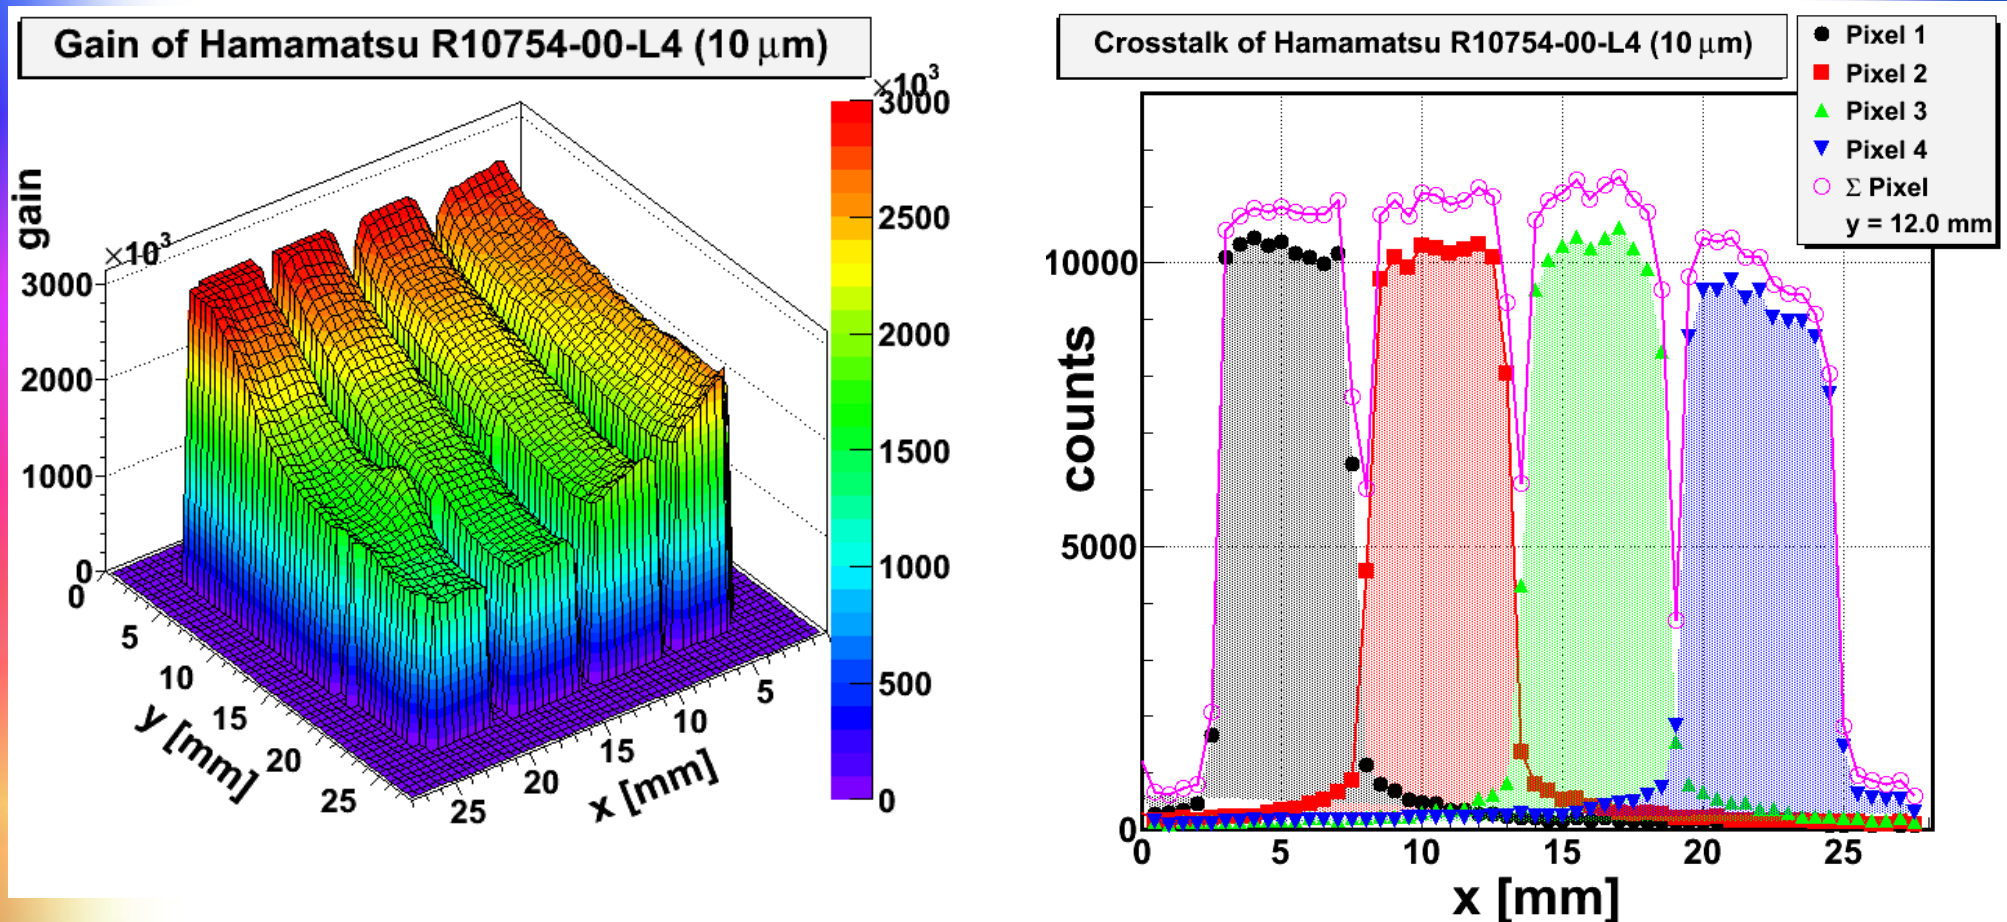 Gain of Hamamatsu R10754-00-L4 (10 μm)
×10³
3000
2500
2000
1500
1000
500
0
gain
×10³
3000
2000
1000
0
0
5
10
15
20
25
y [mm]
25
20
15
10
5
x [mm]
Crosstalk of Hamamatsu R10754-00-L4 (10 μm)
Pixel 1
Pixel 2
Pixel 3
Pixel 4
Σ Pixel
y = 12.0 mm
counts
10000
5000
0
0
5
10
15
20
25
x [mm]